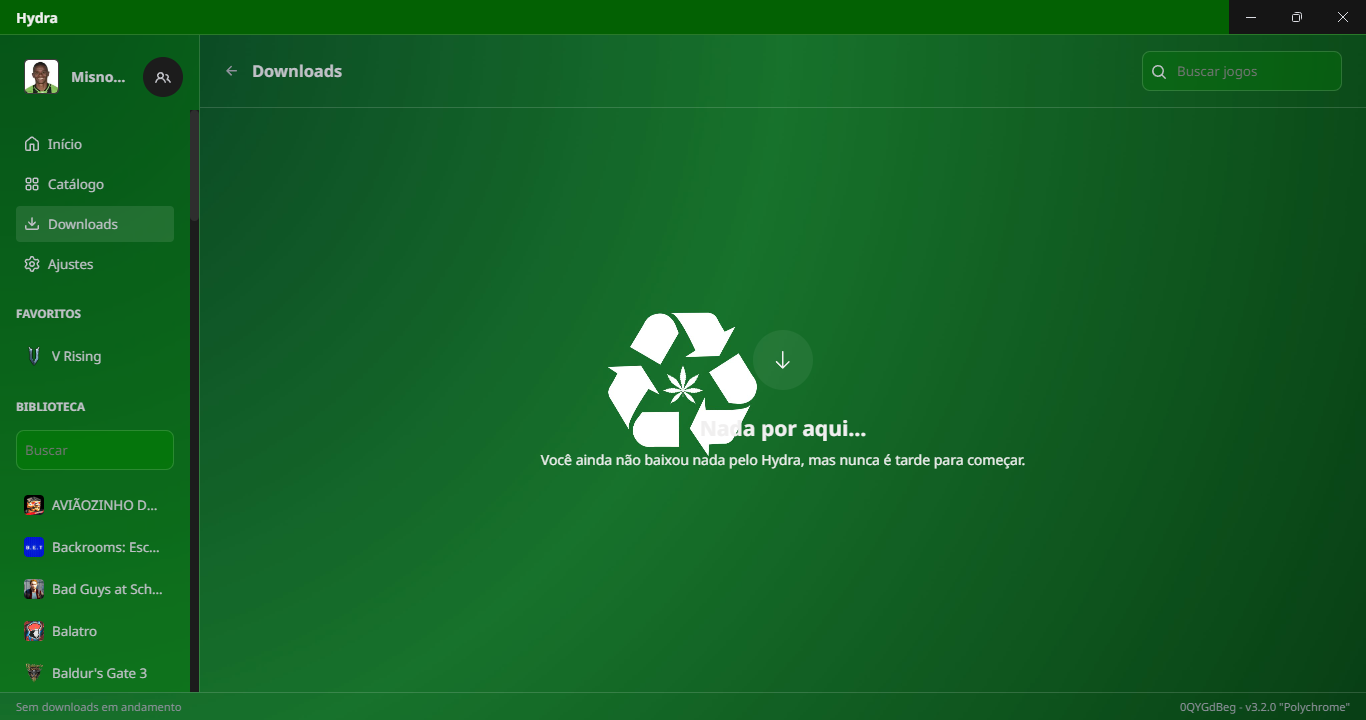 Hydra
Misno...
Downloads
Buscar jogos
Início
Catálogo
Downloads
Ajustes
FAVORITOS
V Rising
BIBLIOTECA
Buscar
AVIÃOZINHO D...
Backrooms: Esc...
Bad Guys at Sch...
Balatro
Baldur's Gate 3
Nada por aqui...
Você ainda não baixou nada pelo Hydra, mas nunca é tarde para começar.
Sem downloads em andamento
0QYGdBeg - v3.2.0 "Polychrome"